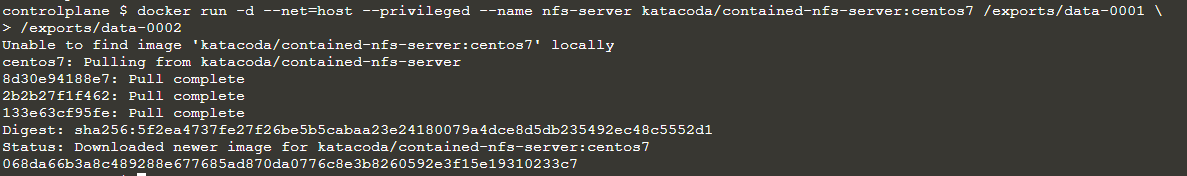 controlplane $ docker run -d --net=host --privileged --name nfs-server katacoda/contained-nfs-server:centos7 /exports/data-0001 \
> /exports/data-0002
Unable to find image 'katacoda/contained-nfs-server:centos7' locally
centos7: Pulling from katacoda/contained-nfs-server
8d30e94188e7: Pull complete
2b2b27f1f462: Pull complete
133e63cf95fe: Pull complete
Digest: sha256:5f2ea4737fe27f26be5b5cabaa23e24180079a4dce8d5db235492ec48c5552d1
Status: Downloaded newer image for katacoda/contained-nfs-server:centos7
068da66b3a8c489288e677685ad870da0776c8e3b8260592e3f15e19310233c7